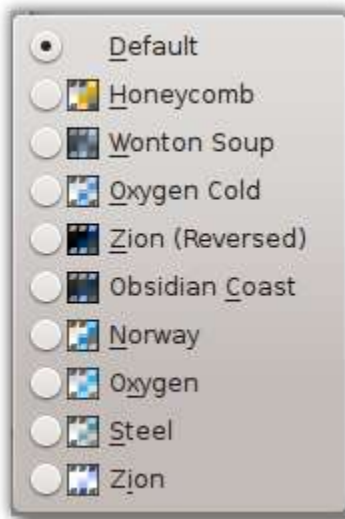 Default
Honeycomb
Wonton Soup
Oxygen Cold
Zion (Reversed)
Obsidian Coast
Norway
Oxygen
Steel
Zion